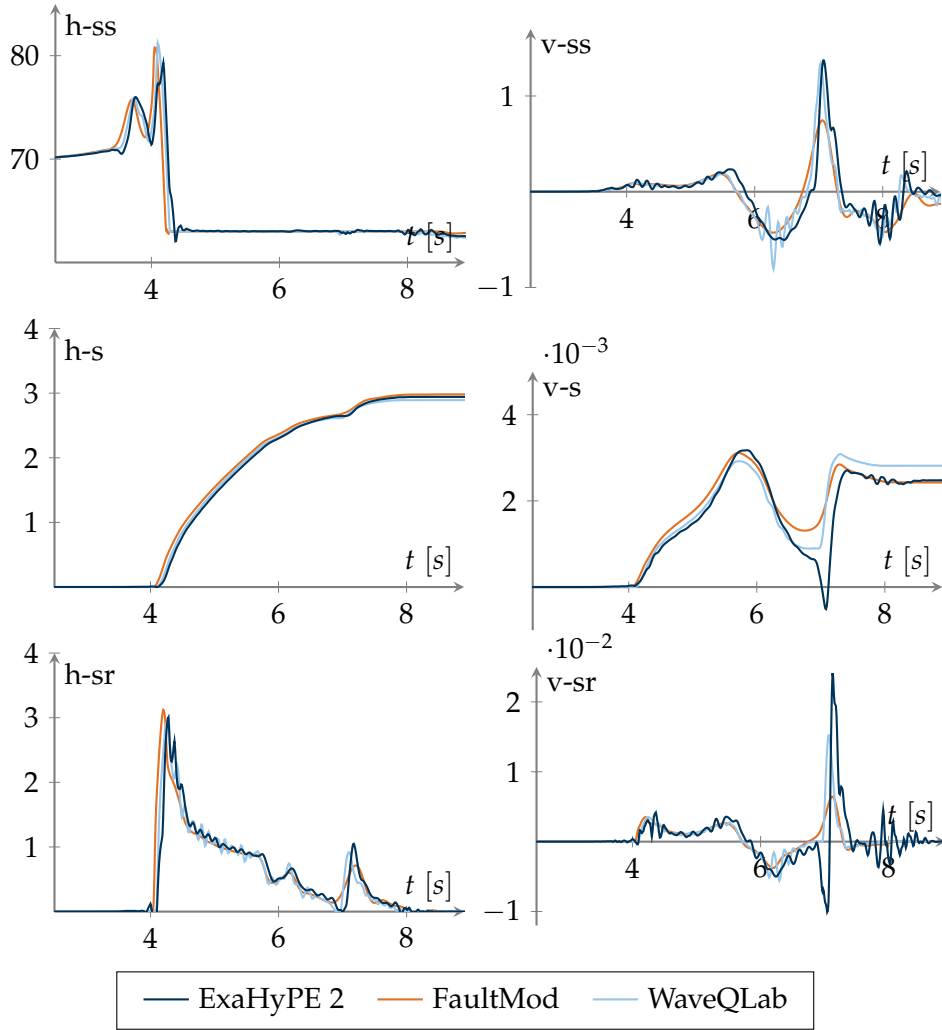 h-ss
80
70
t [s]
4 6 8
v-ss
1
−1
t [s]
4 6 8
h-s
4
3
2
1
t [s]
4 6 8
·10⁻³
v-s
4
2
t [s]
4 6 8
h-sr
4
3
2
1
t [s]
4 6 8
·10⁻²
v-sr
2
1
−1
t [s]
4 6 8
ExaHyPE 2 FaultMod WaveQLab